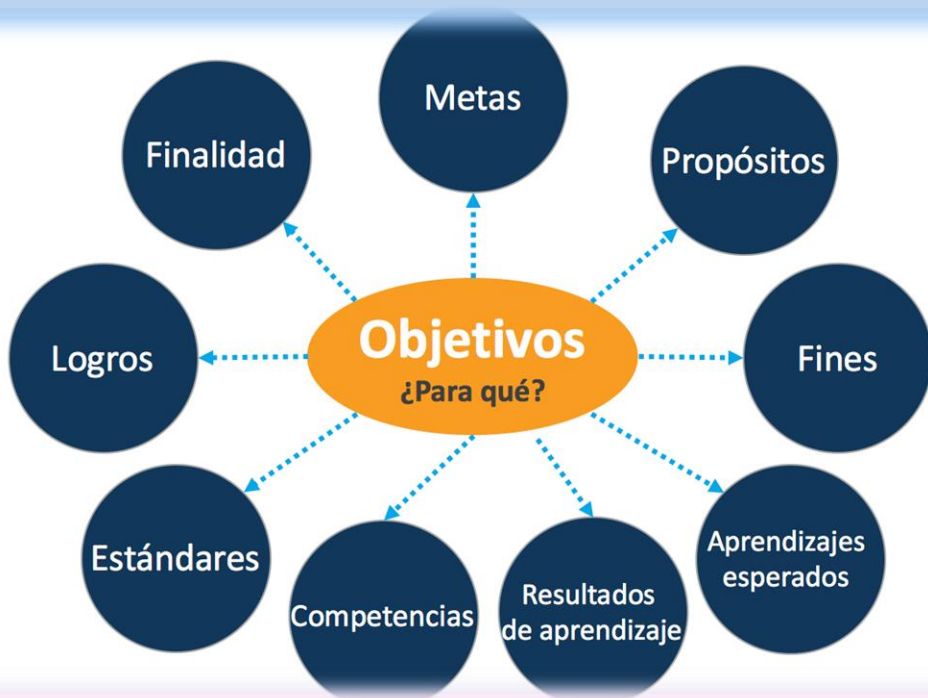 Metas
Finalidad
Propósitos
Objetivos
¿Para qué?
Logros
Fines
Estándares
Competencias
Resultados
de aprendizaje
Aprendizajes
esperados